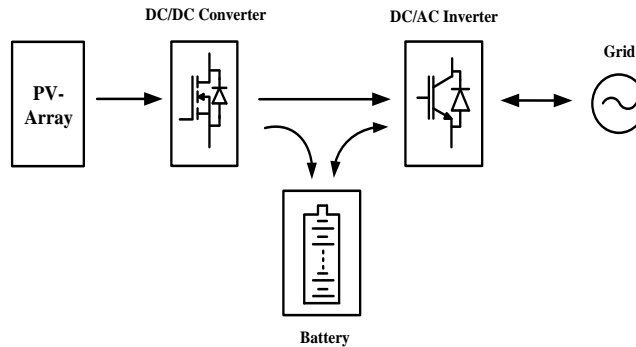 DC/DC Converter
DC/AC Inverter
Grid
PV-
Array
Battery